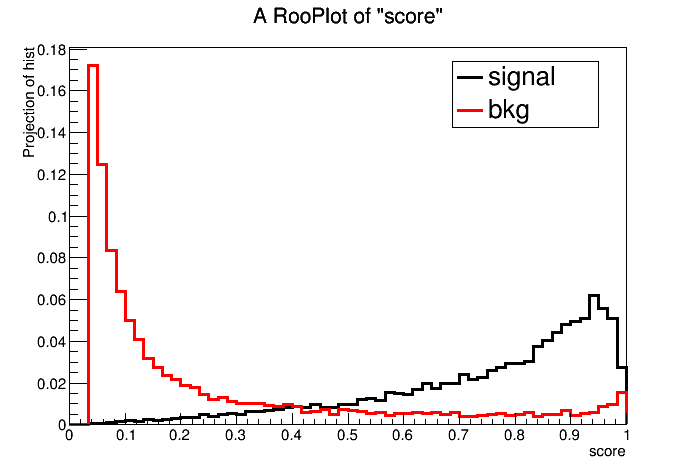 A RooPlot of "score"
Projection of hist
0.18
0.16
0.14
0.12
0.1
0.08
0.06
0.04
0.02
0
signal
bkg
0 0.1 0.2 0.3 0.4 0.5 0.6 0.7 0.8 0.9 1
score